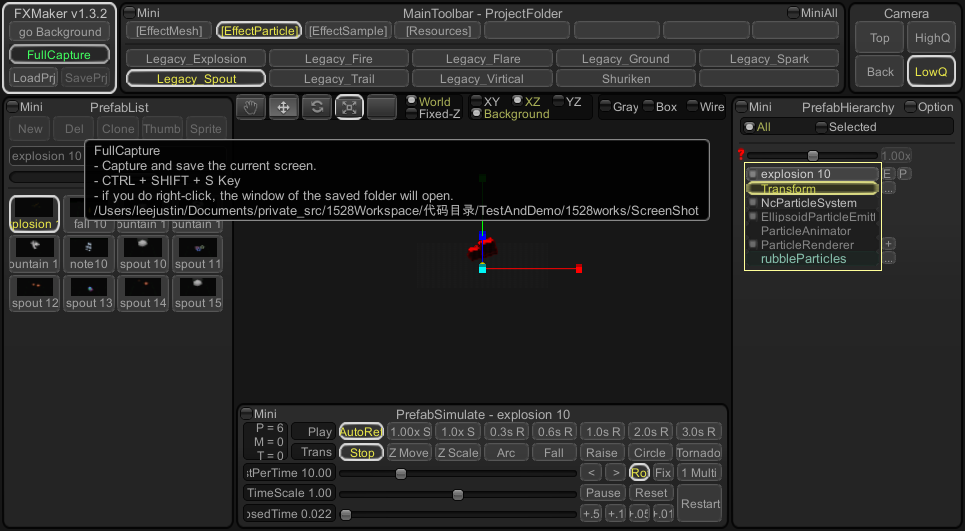 FXMaker v1.3.2
go Background
FullCapture
LoadPrj SavePrj
Mini MainToolbar - ProjectFolder MiniAll
[EffectMesh] [EffectParticle] [EffectSample] [Resources]
Legacy_Explosion Legacy_Fire Legacy_Flare Legacy_Ground Legacy_Spark
Legacy_Spout Legacy_Trail Legacy_Virtical Shuriken
Camera
Top HighQ
Back LowQ
Mini PrefabList
New Del Clone Thumb Sprite
explosion 10
FullCapture
- Capture and save the current screen.
- CTRL + SHIFT + S Key
- if you do right-click, the window of the saved folder will open.
/Users/leejustin/Documents/private_src/1528Workspace/代码目录/TestAndDemo/1528works/ScreenShot
plosion 1 fall 10 ountain 1 ountain 1
ountain 1 note10 spout 10 spout 11
spout 12 spout 13 spout 14 spout 15
World XY XZ YZ Gray Box Wire
Fixed-Z Background
Mini PrefabHierarchy Option
All Selected
? 1.00x
explosion 10 E P
Transform ...
NcParticleSystem
EllipsoidParticleEmitt
ParticleAnimator
ParticleRenderer +
rubbleParticles ...
Mini PrefabSimulate - explosion 10
P = 6 Play AutoRet 1.00x S 1.0x S 0.3s R 0.6s R 1.0s R 2.0s R 3.0s R
M = 0
T = 0 Trans Stop Z Move Z Scale Arc Fall Raise Circle Tornado
stPerTime 10.00 < > Ro Fix 1 Multi
TimeScale 1.00 Pause Reset Restart
osedTime 0.022 +.5 +.1 +.05 +.01